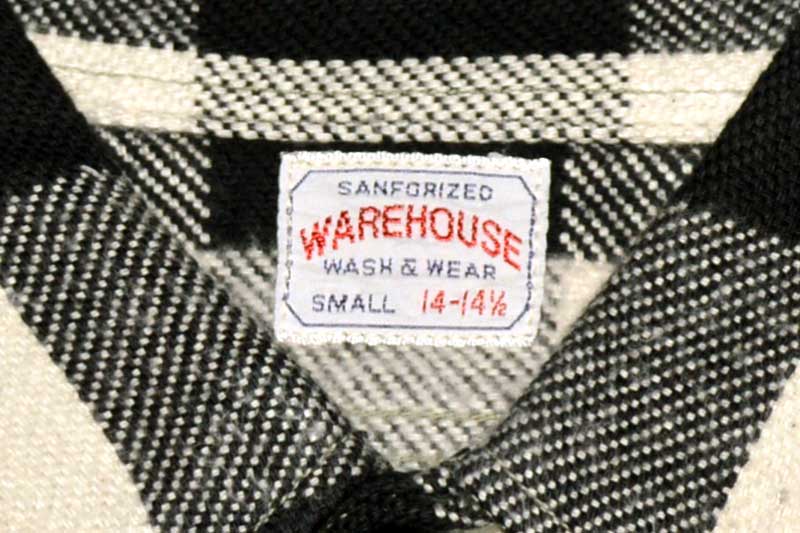 SANFORIZED
WAREHOUSE
WASH & WEAR
SMALL 14-14½